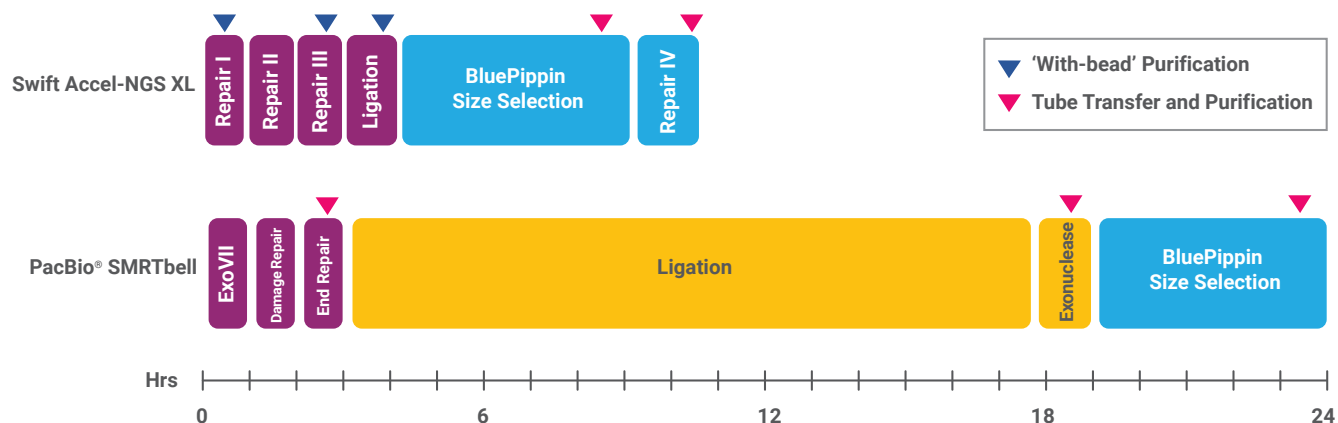 Swift Accel-NGS XL
Repair I
Repair II
Repair III
Ligation
BluePippin
Size Selection
Repair IV
'With-bead' Purification
Tube Transfer and Purification
PacBio® SMRTbell
ExoVII
Damage Repair
End Repair
Ligation
Exonuclease
BluePippin
Size Selection
Hrs
0
6
12
18
24